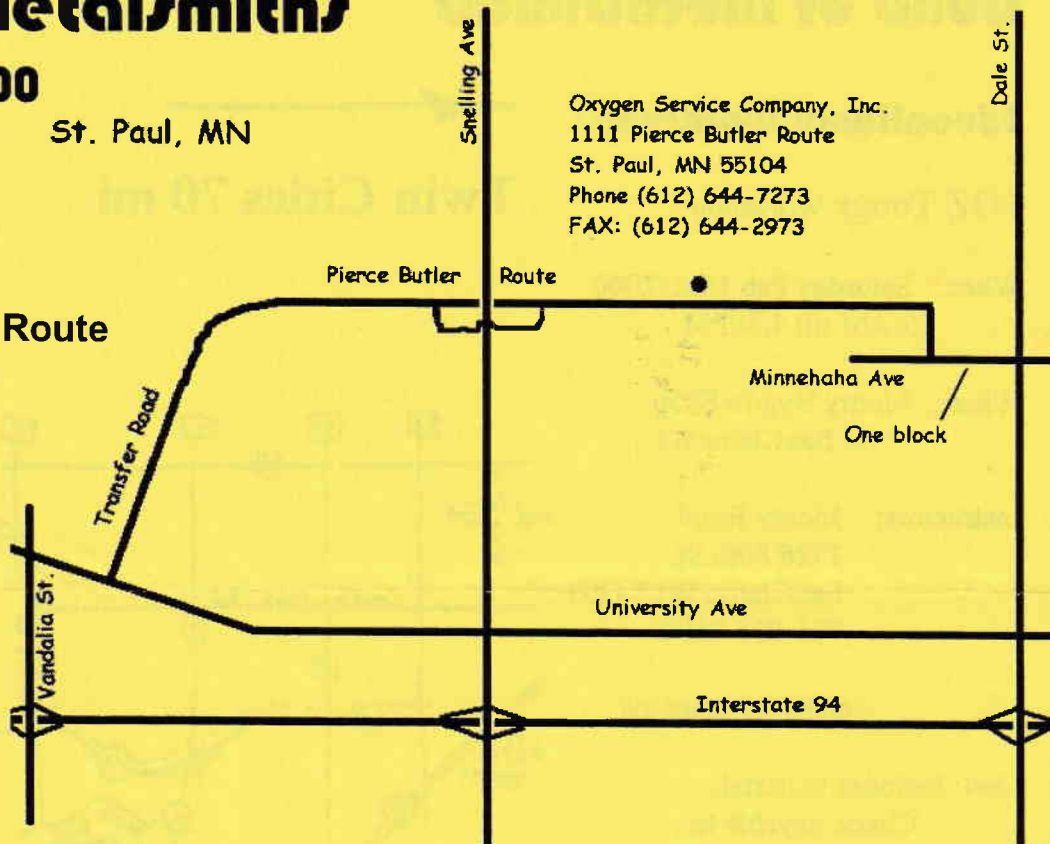 etalsmiths
00
St. Paul, MN
Snelling Ave
Dale St.
Oxygen Service Company, Inc.
1111 Pierce Butler Route
St. Paul, MN 55104
Phone (612) 644-7273
FAX: (612) 644-2973
Pierce Butler Route
Route
Minnehaha Ave
One block
Transfer Road
Vandalia St.
University Ave
Interstate 94